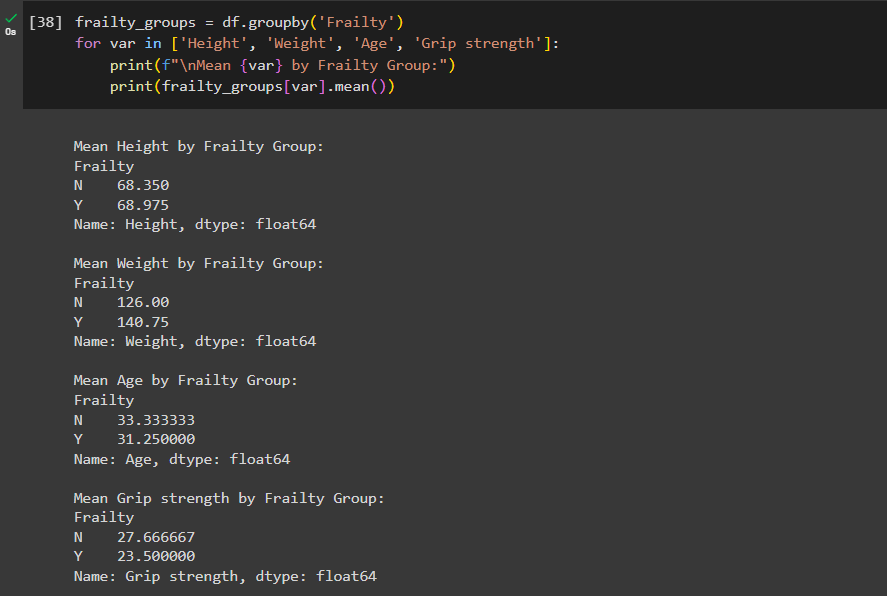 [38] frailty_groups = df.groupby('Frailty')
0s
for var in ['Height', 'Weight', 'Age', 'Grip strength']:
    print(f"\nMean {var} by Frailty Group:")
    print(frailty_groups[var].mean())
Mean Height by Frailty Group:
Frailty
N    68.350
Y    68.975
Name: Height, dtype: float64
Mean Weight by Frailty Group:
Frailty
N    126.00
Y    140.75
Name: Weight, dtype: float64
Mean Age by Frailty Group:
Frailty
N    33.333333
Y    31.250000
Name: Age, dtype: float64
Mean Grip strength by Frailty Group:
Frailty
N    27.666667
Y    23.500000
Name: Grip strength, dtype: float64